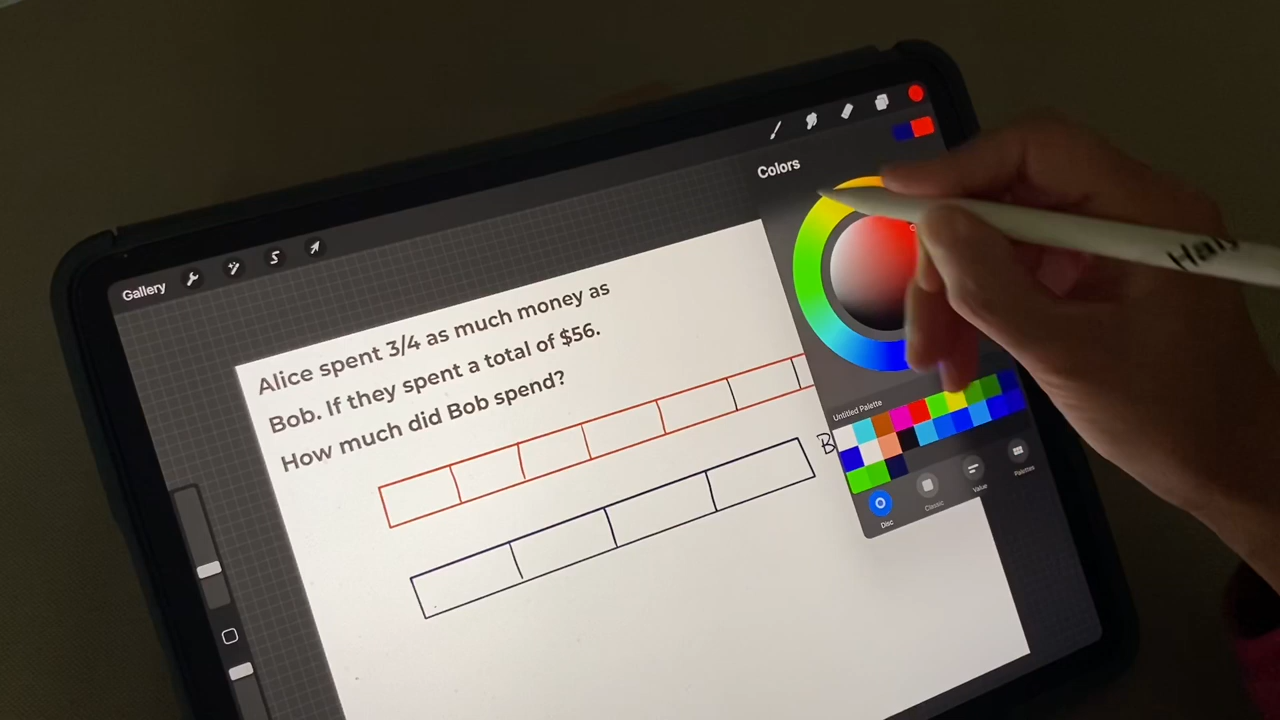 Gallery
Colors
Alice spent 3/4 as much money as
Bob. If they spent a total of $56.
How much did Bob spend?
B
Untitled Palette
Disc
Classic
Value
Palettes